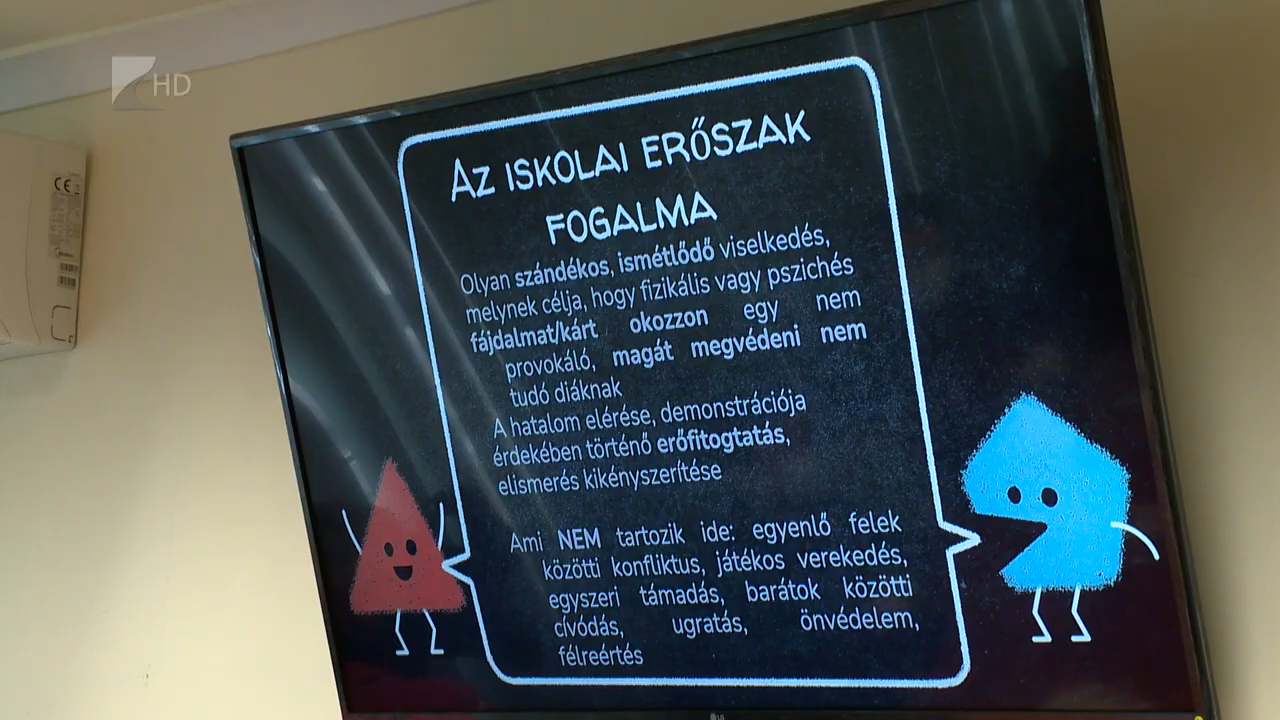 HD
CE
AZ ISKOLAI ERŐSZAK
FOGALMA
Olyan szándékos, ismétlődő viselkedés,
melynek célja, hogy fizikális vagy pszichés
fájdalmat/kárt okozzon egy nem
provokáló, magát megvédeni nem
tudó diáknak
A hatalom elérése, demonstrációja
érdekében történő erőfitogtatás,
elismerés kikényszerítése
Ami NEM tartozik ide: egyenlő felek
közötti konfliktus, játékos verekedés,
egyszeri támadás, barátok közötti
cívódás, ugratás, önvédelem,
félreértés
LG